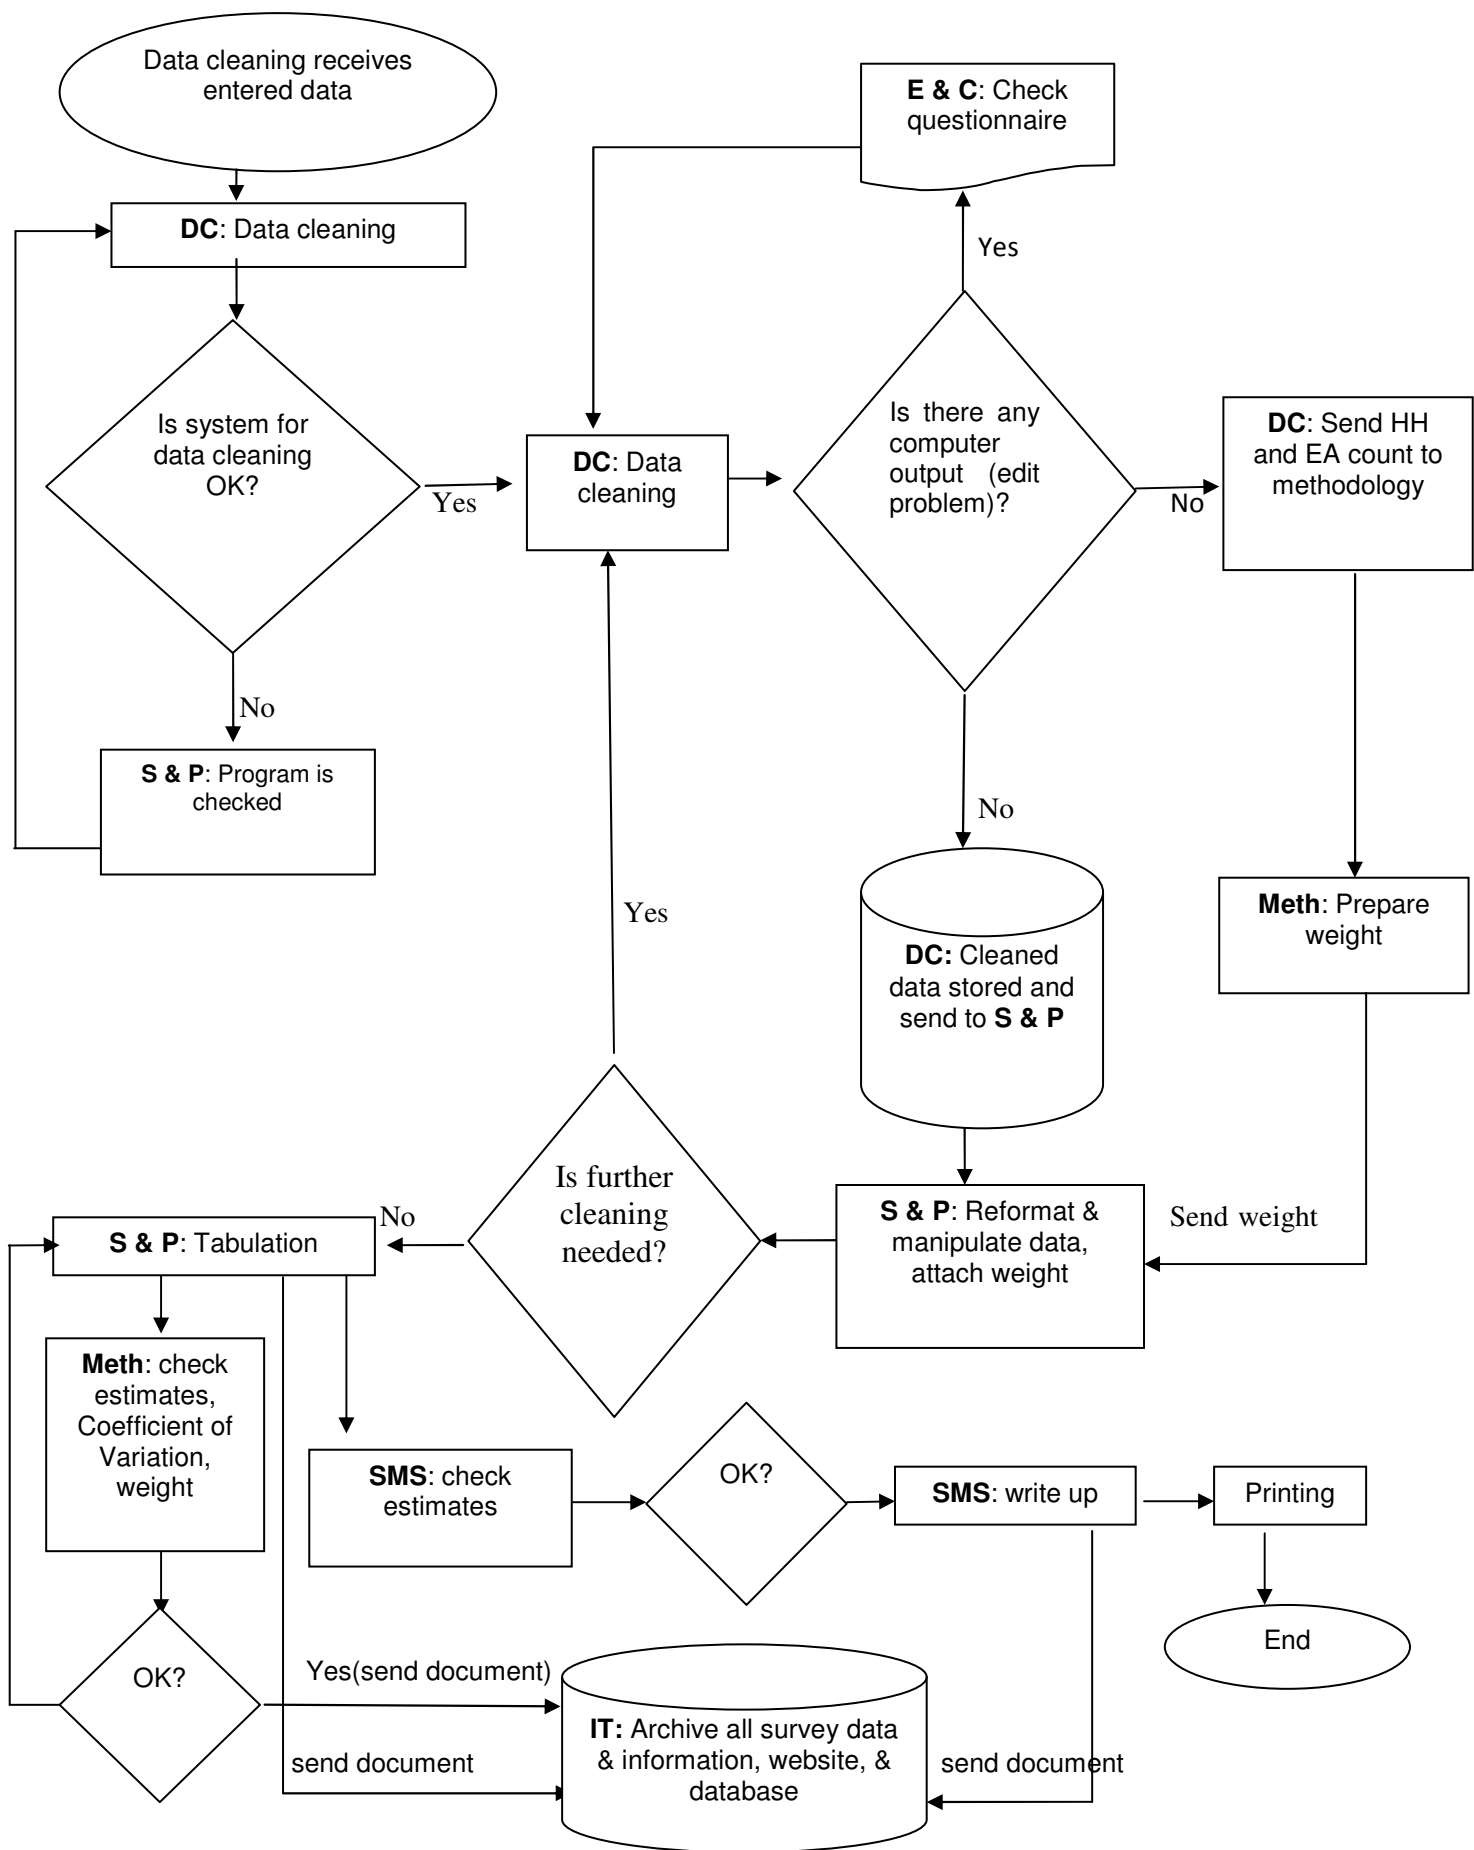 Data cleaning receives
entered data
E & C: Check
questionnaire
DC: Data cleaning
Yes
Is system for
data cleaning
OK?
Yes
DC: Data
cleaning
Is there any
computer
output (edit
problem)?
No
DC: Send HH
and EA count to
methodology
No
S & P: Program is
checked
No
Yes
DC: Cleaned
data stored and
send to S & P
Meth: Prepare
weight
Is further
cleaning
needed?
No
S & P: Tabulation
S & P: Reformat &
manipulate data,
attach weight
Send weight
Meth: check
estimates,
Coefficient of
Variation,
weight
SMS: check
estimates
OK?
SMS: write up
Printing
End
OK?
Yes(send document)
send document
IT: Archive all survey data
& information, website, &
database
send document